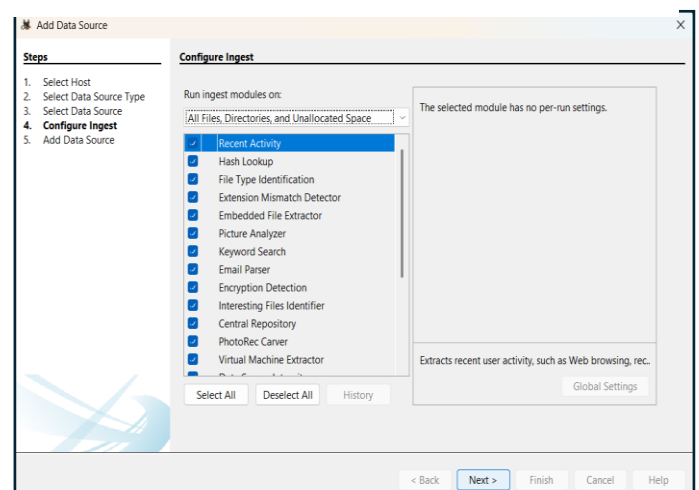 Add Data Source
Steps
1. Select Host
2. Select Data Source Type
3. Select Data Source
4. Configure Ingest
5. Add Data Source
Configure Ingest
Run ingest modules on:
All Files, Directories, and Unallocated Space
Recent Activity
Hash Lookup
File Type Identification
Extension Mismatch Detector
Embedded File Extractor
Picture Analyzer
Keyword Search
Email Parser
Encryption Detection
Interesting Files Identifier
Central Repository
PhotoRec Carver
Virtual Machine Extractor
Select All
Deselect All
History
The selected module has no per-run settings.
Extracts recent user activity, such as Web browsing, rec..
Global Settings
< Back
Next >
Finish
Cancel
Help